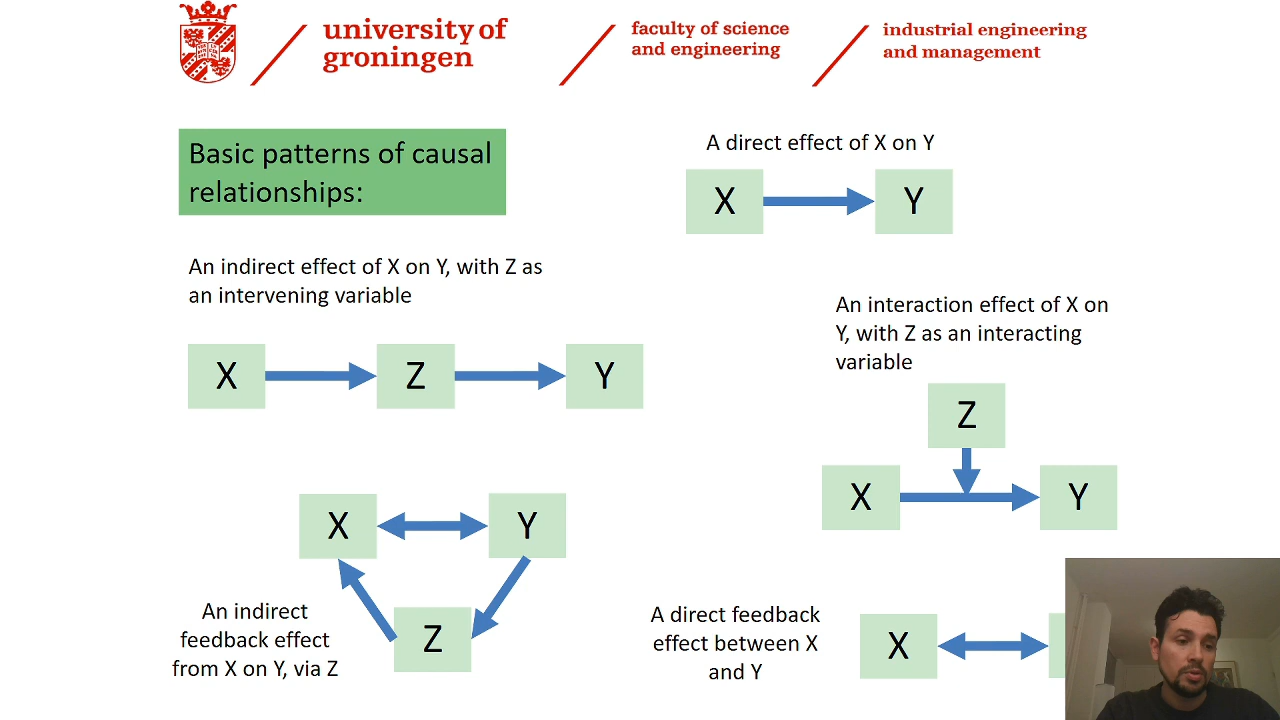 university of
groningen
faculty of science
and engineering
industrial engineering
and management
Basic patterns of causal
relationships:
A direct effect of X on Y
X
Y
An indirect effect of X on Y, with Z as
an intervening variable
X
Z
Y
An interaction effect of X on
Y, with Z as an interacting
variable
Z
X
Y
X
Y
Z
An indirect
feedback effect
from X on Y, via Z
A direct feedback
effect between X
and Y
X